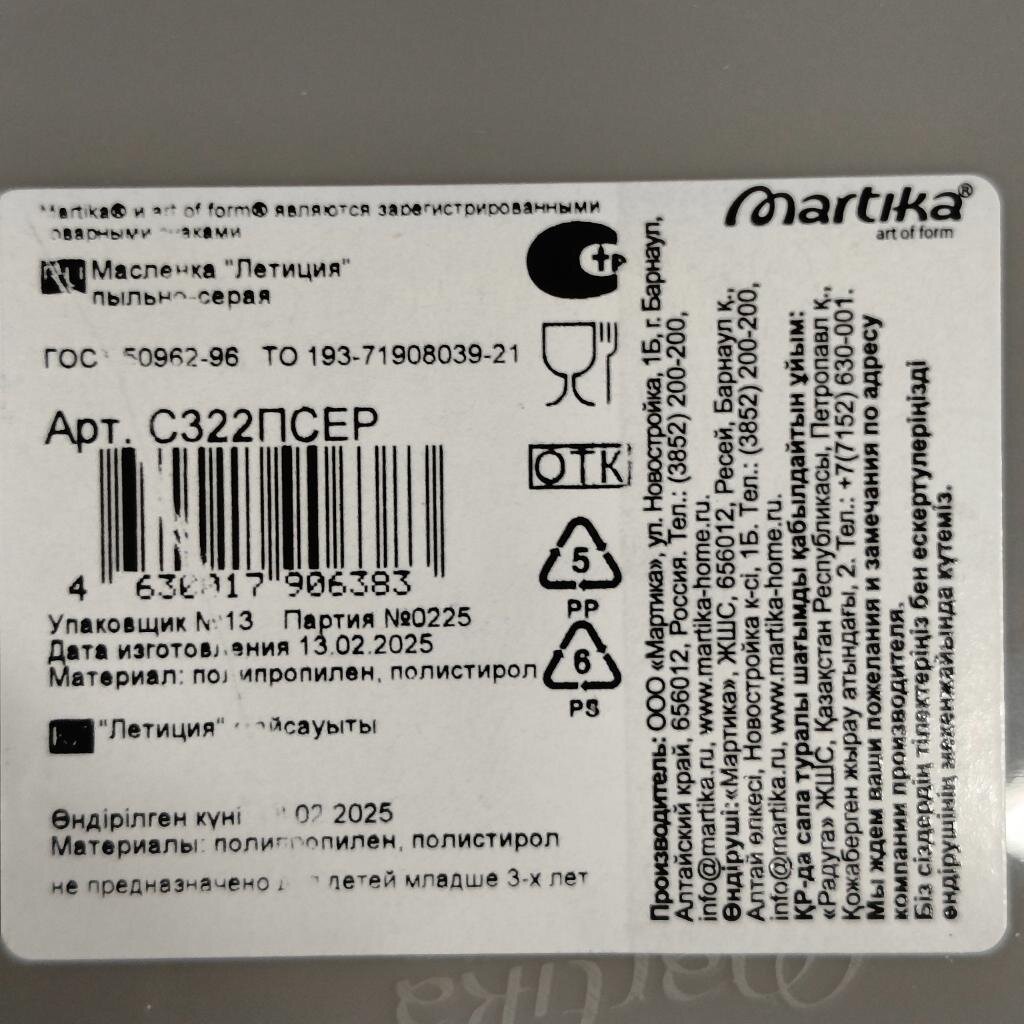 Martika® и art of form® являются зарегистрированными
знаками
Масленка "Летиция"
пыльно-серая
ГОСТ 50962-96 ТО 193-71908039-21
Арт. С322ПСЕР
4 630017 906383
Упаковщик №13 Партия №0225
Дата изготовления 13.02.2025
Материал: полипропилен, полистирол
"Летиция"
Өндірілген күні 02 2025
Материалы: полипропилен, полистирол
не предназначено детей младше 3-х лет
тр
ОТК
5
PP
6
PS
Martika®
art of form
Производитель: ООО «Мартика», ул. Новостройка, 1Б, г. Барнаул,
Алтайский край, 656012, Россия. Тел.: (3852) 200-200,
info@martika.ru, www.martika-home.ru.
Өндіруші:«Мартика», ЖШС, 656012, Ресей, Барнаул қ.,
Алтай өлкесі, Новостройка к-сі, 1Б. Тел.: (3852) 200-200,
info@martika.ru, www.martika-home.ru.
ҚР-да сапа туралы шағымды қабылдайтын ұйым:
«Радуга» ЖШС, Қазақстан Республикасы, Петропавл қ.,
Қожаберген жырау атындағы, 2. Тел.: +7(7152) 630-001.
Мы ждем ваши пожелания и замечания по адресу
компании производителя.
Біз сіздердің тілектеріңіз бен ескертулеріңізді
өндірушінің мекенжайында күтеміз.
Martika